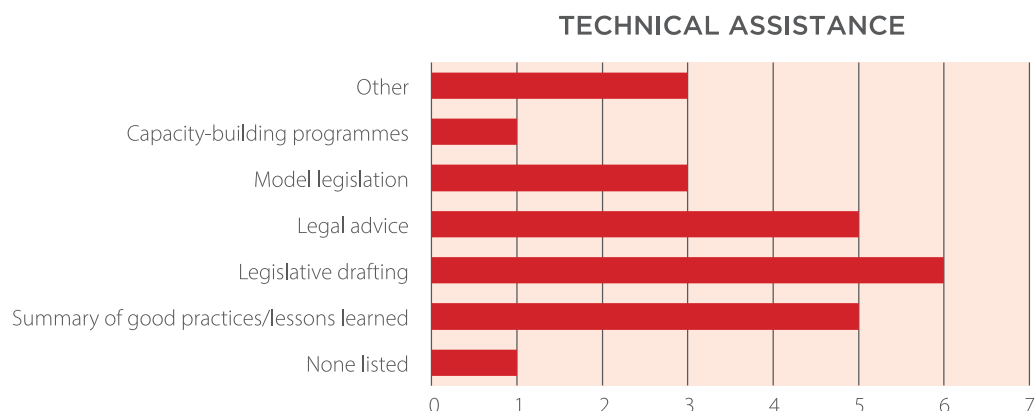 TECHNICAL ASSISTANCE
Other
Capacity-building programmes
Model legislation
Legal advice
Legislative drafting
Summary of good practices/lessons learned
None listed
0 1 2 3 4 5 6 7